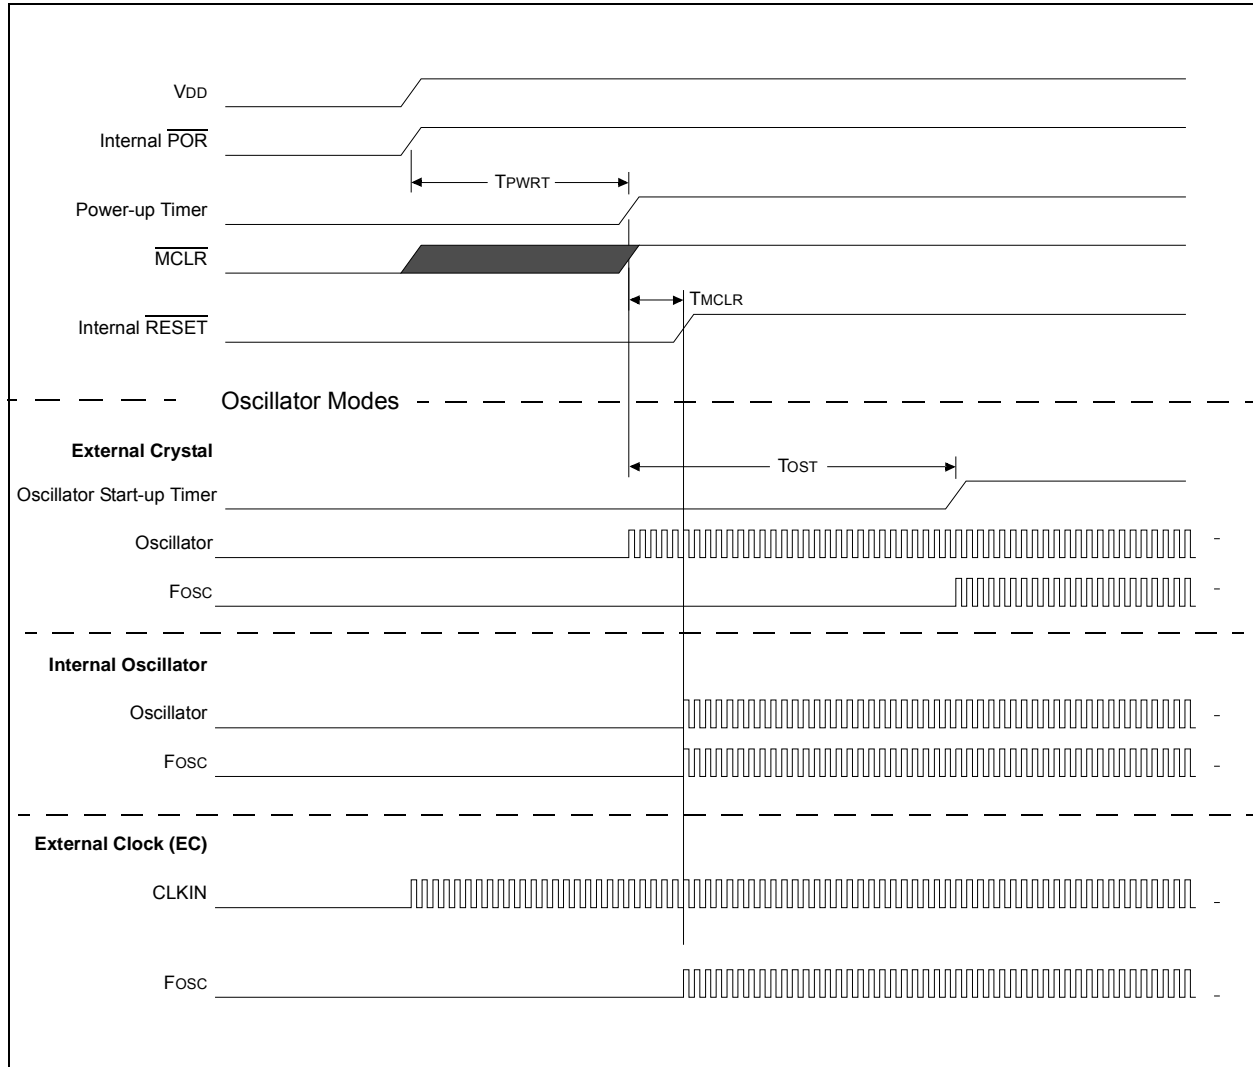 VDD
Internal POR
TPWRT
Power-up Timer
MCLR
TMCLR
Internal RESET
Oscillator Modes
External Crystal
TOST
Oscillator Start-up Timer
Oscillator
FOSC
Internal Oscillator
Oscillator
FOSC
External Clock (EC)
CLKIN
FOSC